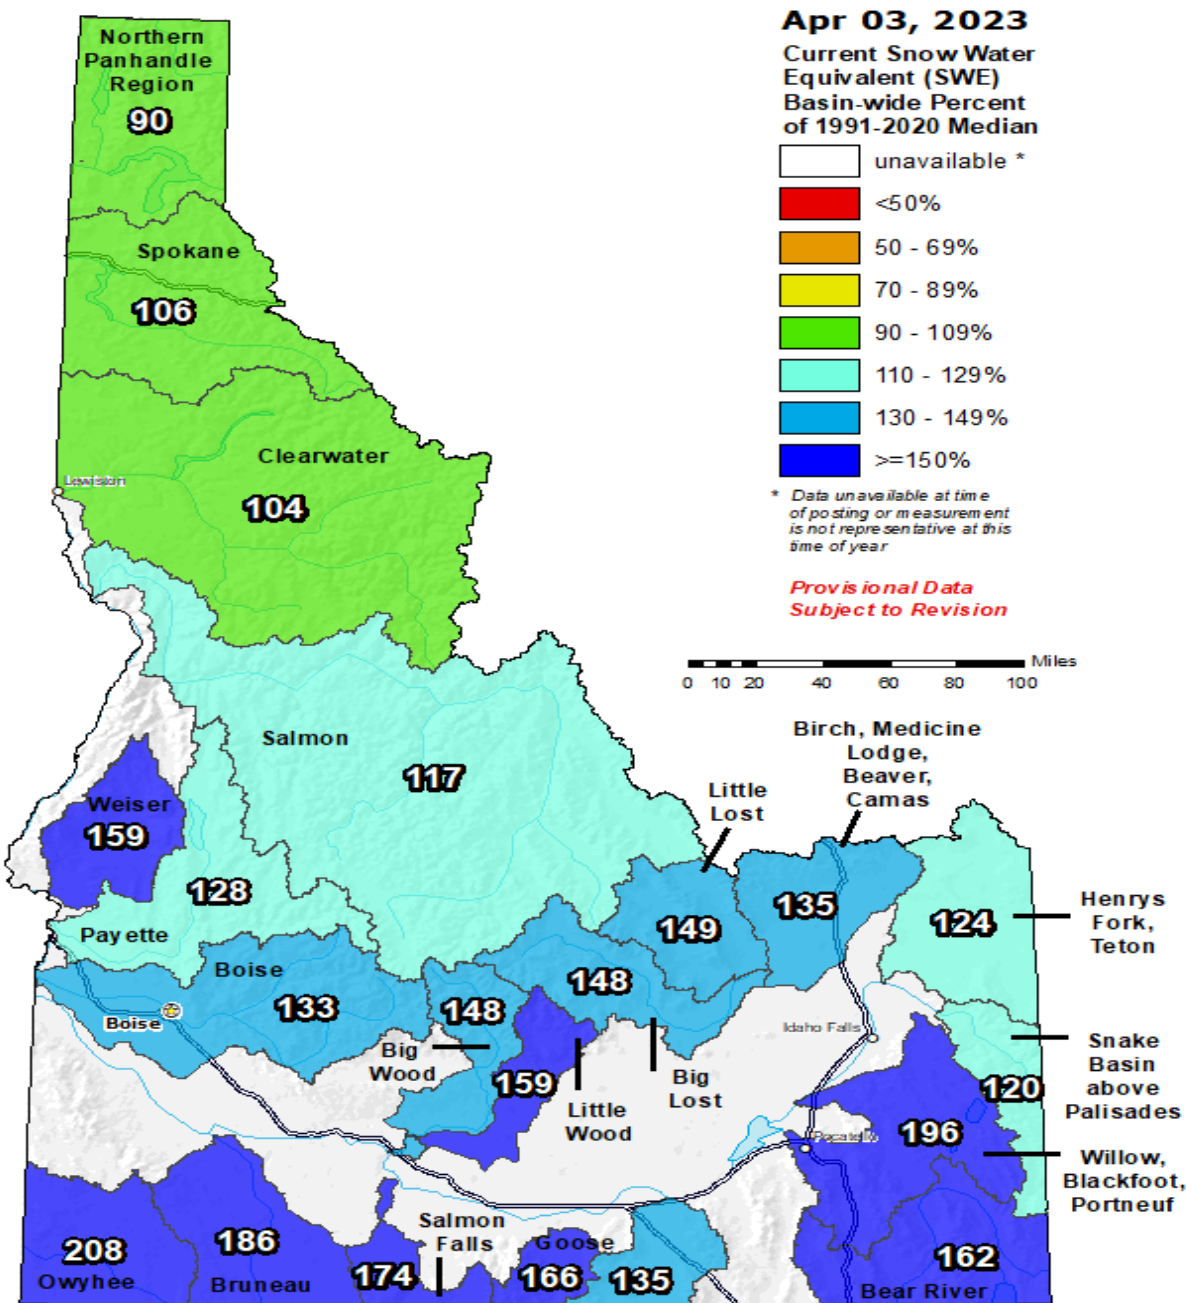 Apr 03, 2023
Current Snow Water
Equivalent (SWE)
Basin-wide Percent
of 1991-2020 Median
unavailable *
<50%
50 - 69%
70 - 89%
90 - 109%
110 - 129%
130 - 149%
>=150%
* Data unavailable at time
of posting or measurement
is not representative at this
time of year
Provisional Data
Subject to Revision
Miles
0 10 20 40 60 80 100
Northern
Panhandle
Region
90
Spokane
106
Clearwater
104
Lewiston
Salmon
117
Weiser
159
128
Payette
Boise
133
Boise
148
Big
Wood
159
Little
Wood
148
Big
Lost
Little
Lost
149
Birch, Medicine
Lodge,
Beaver,
Camas
135
124
Henrys
Fork,
Teton
Idaho Falls
Snake
Basin
above
Palisades
120
196
Pocatello
Willow,
Blackfoot,
Portneuf
208
Owyhee
186
Bruneau
174
Salmon
Falls
Goose
166
135
162
Bear River